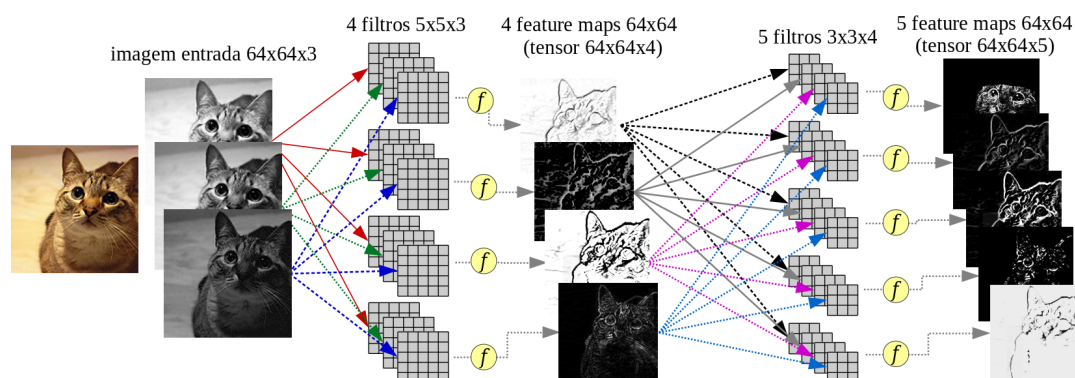 imagem entrada 64x64x3
4 filtros 5x5x3
4 feature maps 64x64
(tensor 64x64x4)
5 filtros 3x3x4
5 feature maps 64x64
(tensor 64x64x5)
f
f
f
f
f
f
f
f
f